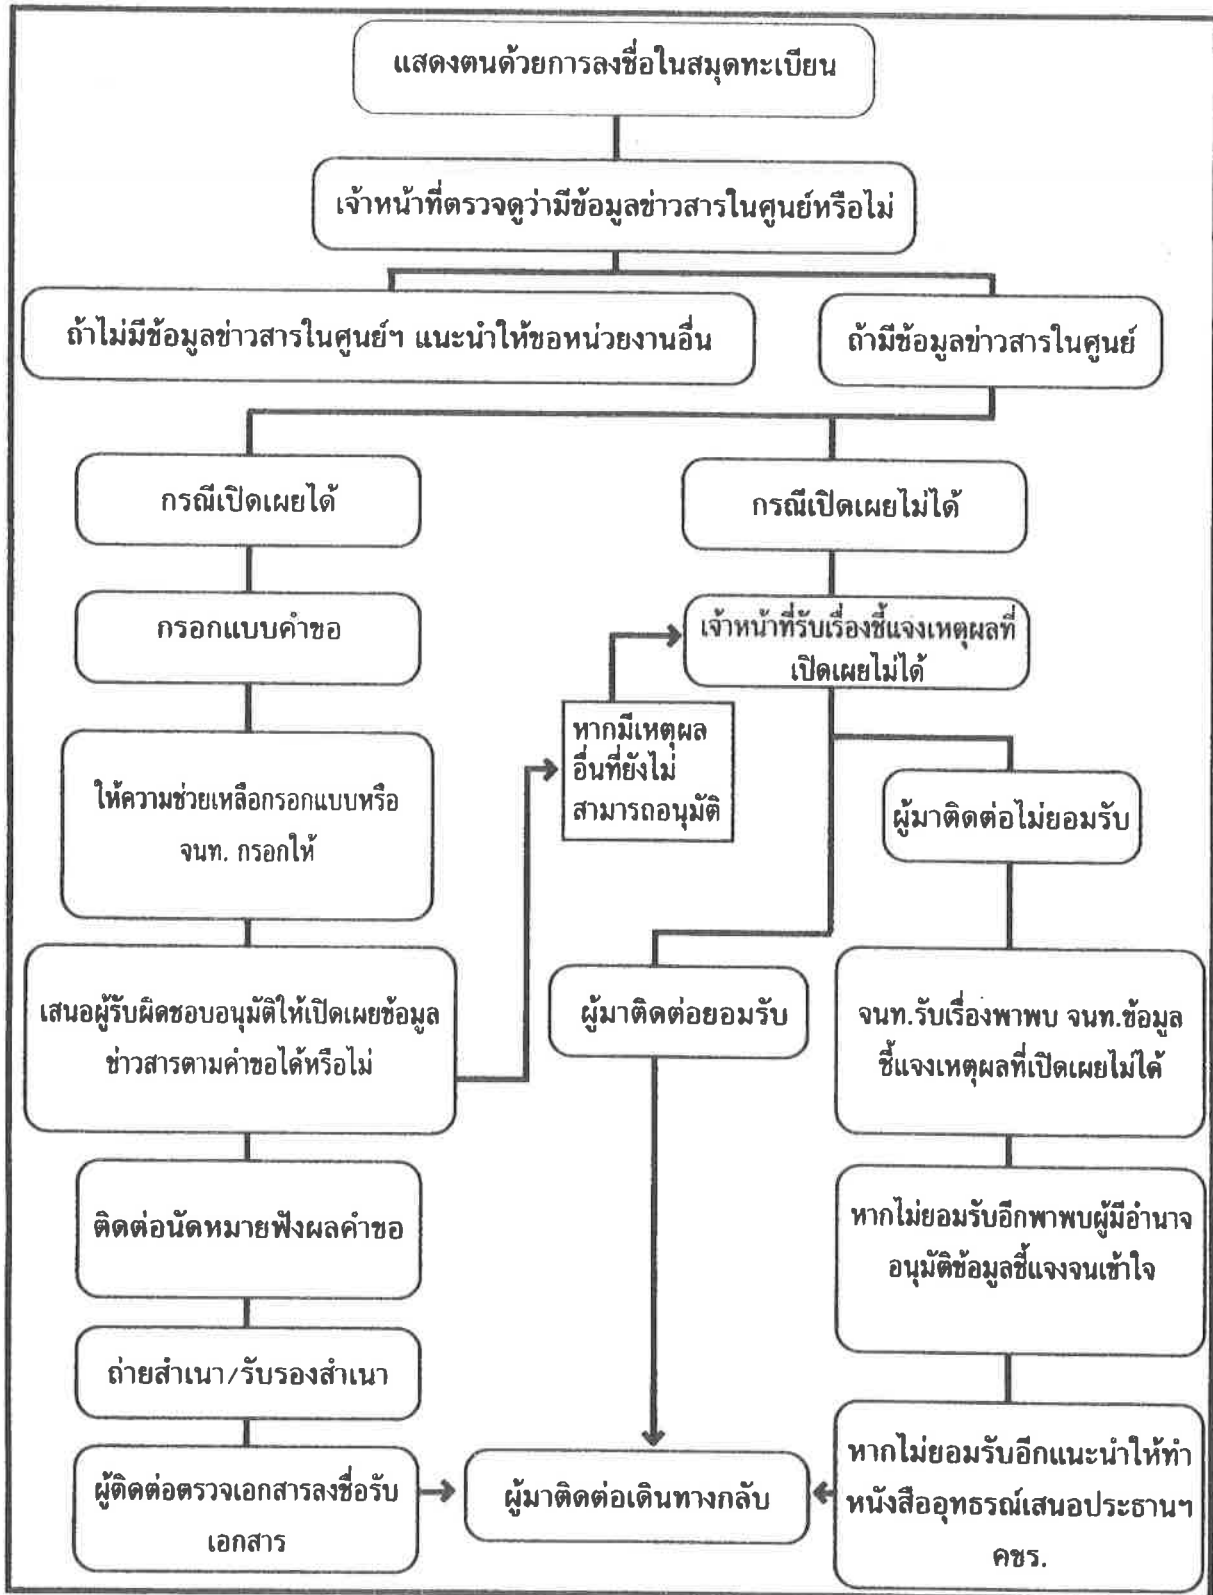 แสดงตนด้วยการลงชื่อในสมุดทะเบียน
เจ้าหน้าที่ตรวจดูว่ามีข้อมูลข่าวสารในศูนย์หรือไม่
ถ้าไม่มีข้อมูลข่าวสารในศูนย์ฯ แนะนำให้ขอหน่วยงานอื่น
ถ้ามีข้อมูลข่าวสารในศูนย์
กรณีเปิดเผยได้
กรณีเปิดเผยไม่ได้
กรอกแบบคำขอ
เจ้าหน้าที่รับเรื่องชี้แจงเหตุผลที่
เปิดเผยไม่ได้
หากมีเหตุผล
อื่นที่ยังไม่
สามารถอนุมัติ
ให้ความช่วยเหลือกรอกแบบหรือ
จนท. กรอกให้
ผู้มาติดต่อไม่ยอมรับ
เสนอผู้รับผิดชอบอนุมัติให้เปิดเผยข้อมูล
ข่าวสารตามคำขอได้หรือไม่
ผู้มาติดต่อยอมรับ
จนท.รับเรื่องพาพบ จนท.ข้อมูล
ชี้แจงเหตุผลที่เปิดเผยไม่ได้
ติดต่อนัดหมายฟังผลคำขอ
หากไม่ยอมรับอีกพาพบผู้มีอำนาจ
อนุมัติข้อมูลชี้แจงจนเข้าใจ
ถ่ายสำเนา/รับรองสำเนา
ผู้ติดต่อตรวจเอกสารลงชื่อรับ
เอกสาร
ผู้มาติดต่อเดินทางกลับ
หากไม่ยอมรับอีกแนะนำให้ทำ
หนังสืออุทธรณ์เสนอประธานฯ
คชร.